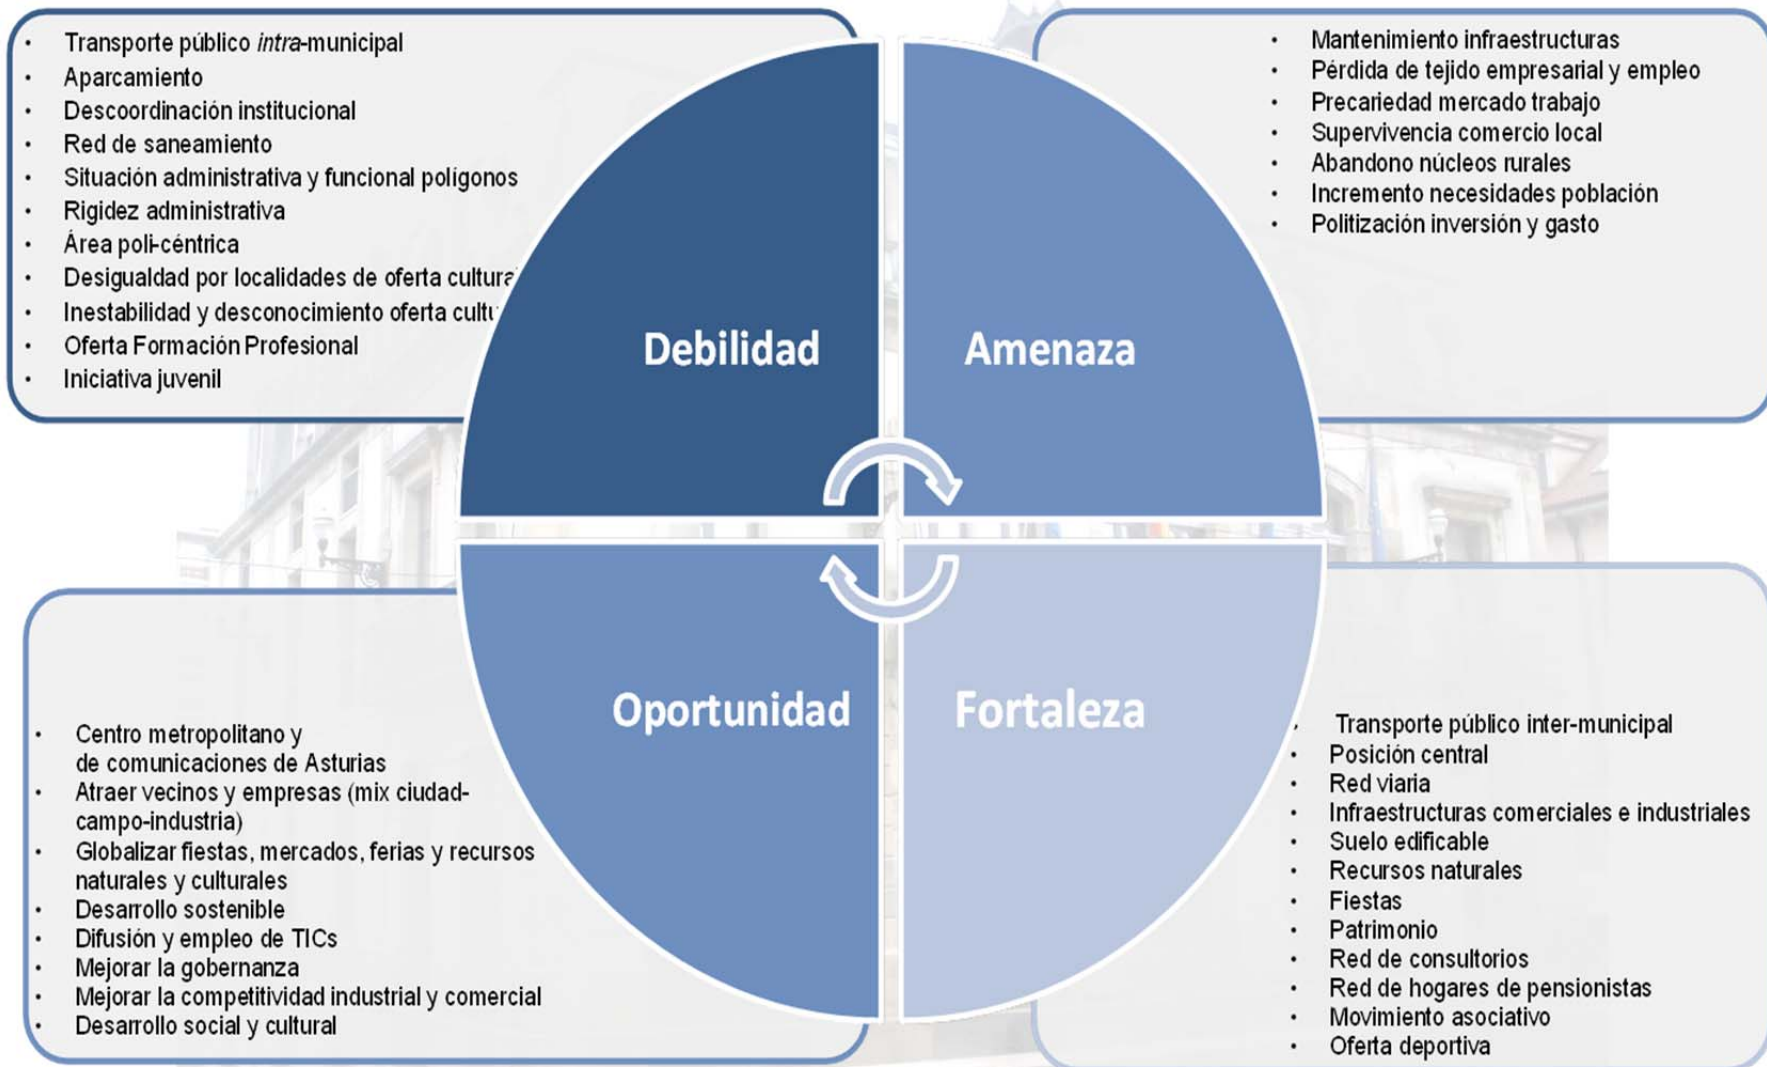 • Transporte público intra-municipal
• Aparcamiento
• Descoordinación institucional
• Red de saneamiento
• Situación administrativa y funcional polígonos
• Rigidez administrativa
• Área poli-céntrica
• Desigualdad por localidades de oferta cultura
• Inestabilidad y desconocimiento oferta cultu
• Oferta Formación Profesional
• Iniciativa juvenil
Debilidad
• Mantenimiento infraestructuras
• Pérdida de tejido empresarial y empleo
• Precariedad mercado trabajo
• Supervivencia comercio local
• Abandono núcleos rurales
• Incremento necesidades población
• Politización inversión y gasto
Amenaza
• Centro metropolitano y
de comunicaciones de Asturias
• Atraer vecinos y empresas (mix ciudad-
campo-industria)
• Globalizar fiestas, mercados, ferias y recursos
naturales y culturales
• Desarrollo sostenible
• Difusión y empleo de TICs
• Mejorar la gobernanza
• Mejorar la competitividad industrial y comercial
• Desarrollo social y cultural
Oportunidad
Fortaleza
• Transporte público inter-municipal
• Posición central
• Red viaria
• Infraestructuras comerciales e industriales
• Suelo edificable
• Recursos naturales
• Fiestas
• Patrimonio
• Red de consultorios
• Red de hogares de pensionistas
• Movimiento asociativo
• Oferta deportiva